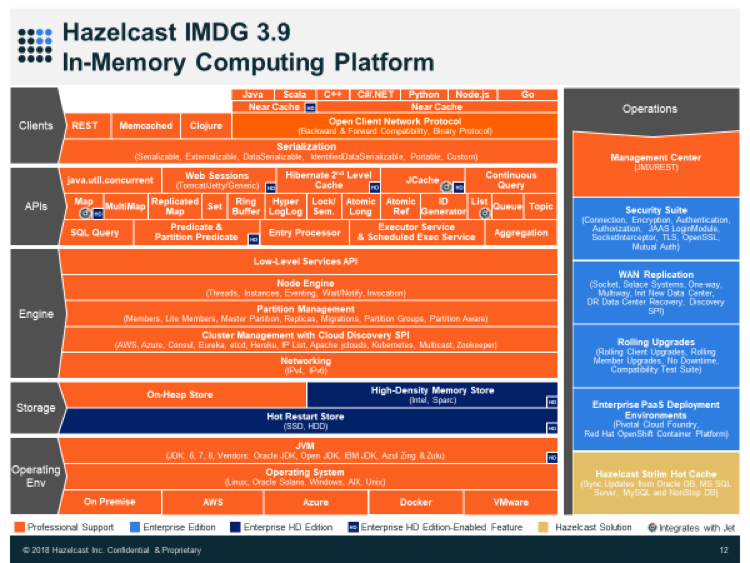 Hazelcast IMDG 3.9
In-Memory Computing Platform
Clients
Java Scala C++ C#/.NET Python Node.js Go
Near Cache HD Near Cache
REST Memcached Clojure
Open Client Network Protocol
(Backward & Forward Compatibility, Binary Protocol)
Serialization
(Serializable, Externalizable, DataSerializable, IdentifiedDataSerializable, Portable, Custom)
APIs
java.util.concurrent
Web Sessions
(Tomcat/Jetty/Generic) HD
Hibernate 2nd Level
Cache HD
JCache HD
Continuous
Query
Map HD
MultiMap
Replicated
Map
Set
Ring
Buffer
Hyper
LogLog
Lock/
Sem.
Atomic
Long
Atomic
Ref
ID
Generator
List
Queue
Topic
SQL Query
Predicate &
Partition Predicate HD
Entry Processor
Executor Service
& Scheduled Exec Service
Aggregation
Engine
Low-Level Services API
Node Engine
(Threads, Instances, Eventing, Wait/Notify, Invocation)
Partition Management
(Members, Lite Members, Master Partition, Replicas, Migrations, Partition Groups, Partition Aware)
Cluster Management with Cloud Discovery SPI
(AWS, Azure, Consul, Eureka, etcd, Heroku, IP List, Apache jclouds, Kubernetes, Multicast, Zookeeper)
Networking
(IPv4, IPv6)
Storage
On-Heap Store
High-Density Memory Store
(Intel, Sparc) HD
Hot Restart Store
(SSD, HDD) HD
Operating
Env
JVM
(JDK: 6, 7, 8, Vendors: Oracle JDK, Open JDK, IBM JDK, Azul Zing & Zulu) HD
Operating System
(Linux, Oracle Solaris, Windows, AIX, Unix)
On Premise AWS Azure Docker VMware
Operations
Management Center
(JMX/REST)
Security Suite
(Connection, Encryption, Authentication,
Authorization, JAAS LoginModule,
SocketInterceptor, TLS, OpenSSL,
Mutual Auth)
WAN Replication
(Socket, Solace Systems, One-way,
Multiway, Init New Data Center,
DR Data Center Recovery, Discovery
SPI)
Rolling Upgrades
(Rolling Client Upgrades, Rolling
Member Upgrades, No Downtime,
Compatibility Test Suite)
Enterprise PaaS Deployment
Environments
(Pivotal Cloud Foundry,
Red Hat OpenShift Container Platform)
Hazelcast Striim Hot Cache
(Sync Updates from Oracle DB, MS SQL
Server, MySQL and NonStop DB)
Professional Support Enterprise Edition Enterprise HD Edition HD Enterprise HD Edition-Enabled Feature Hazelcast Solution Integrates with Jet
© 2018 Hazelcast Inc. Confidential & Proprietary 12